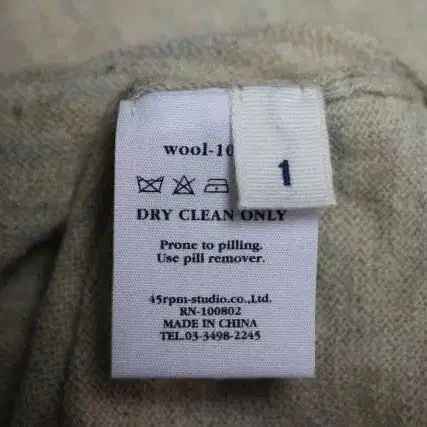 wool-10
1
DRY CLEAN ONLY
Prone to pilling.
Use pill remover.
45rpm-studio.co.,Ltd.
RN-100802
MADE IN CHINA
TEL.03-3498-2245